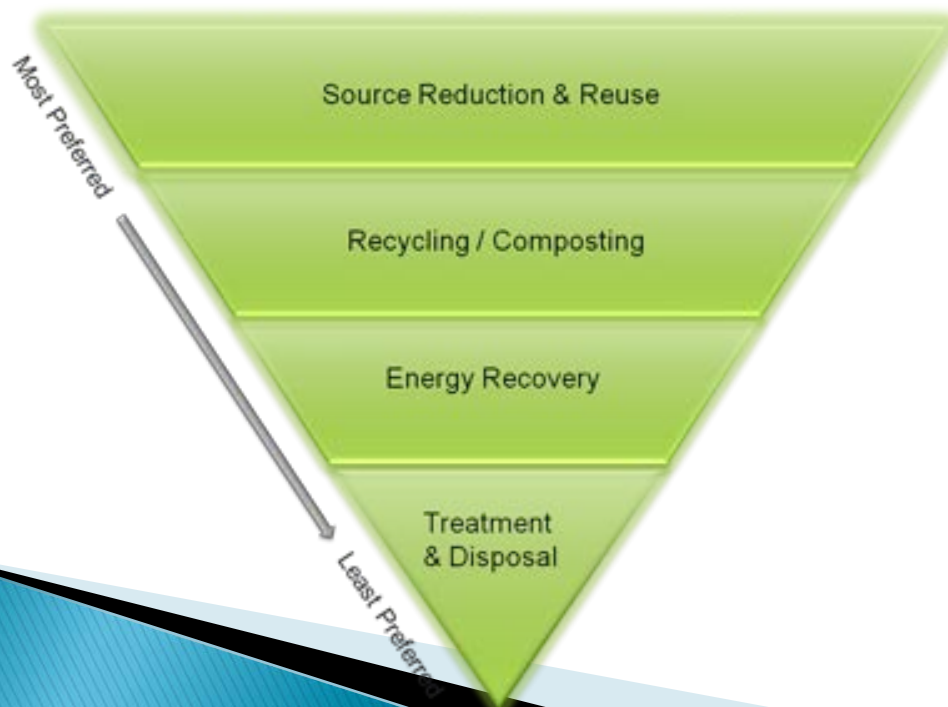 Most Preferred
Source Reduction & Reuse
Recycling / Composting
Energy Recovery
Treatment
& Disposal
Least Preferred